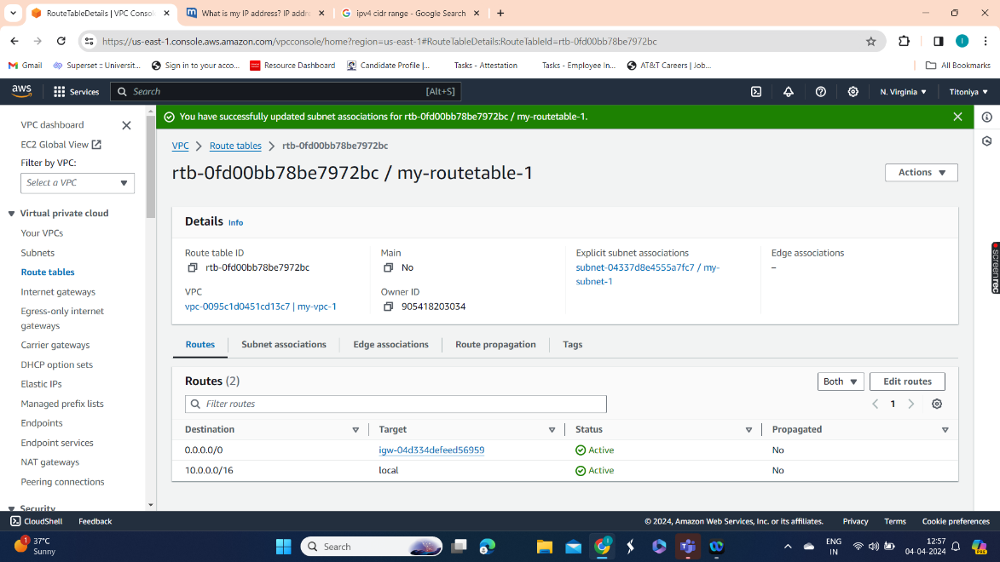 RouteTableDetails | VPC Conso
What is my IP address? IP addr
ipv4 cidr range - Google Search
https://us-east-1.console.aws.amazon.com/vpcconsole/home?region=us-east-1#RouteTableDetails:RouteTableId=rtb-0fd00bb78be7972bc
Gmail
Superset :: Universit...
Sign in to your acco...
Resource Dashboard
Candidate Profile |...
Tasks - Attestation
Tasks - Employee In...
AT&T Careers | Job...
All Bookmarks
aws
Services
Search
[Alt+S]
N. Virginia
Titoniya
You have successfully updated subnet associations for rtb-0fd00bb78be7972bc / my-routetable-1.
VPC dashboard
EC2 Global View
Filter by VPC:
Select a VPC
Virtual private cloud
Your VPCs
Subnets
Route tables
Internet gateways
Egress-only internet
gateways
Carrier gateways
DHCP option sets
Elastic IPs
Managed prefix lists
Endpoints
Endpoint services
NAT gateways
Peering connections
Security
VPC
Route tables
rtb-0fd00bb78be7972bc
rtb-0fd00bb78be7972bc / my-routetable-1
Actions
Details Info
Route table ID
rtb-0fd00bb78be7972bc
Main
No
Explicit subnet associations
subnet-04337d8e4555a7fc7 / my-
subnet-1
Edge associations
–
VPC
vpc-0095c1d0451cd13c7 | my-vpc-1
Owner ID
905418203034
Routes
Subnet associations
Edge associations
Route propagation
Tags
Routes (2)
Both
Edit routes
Filter routes
1
Destination Target Status Propagated
0.0.0.0/0 igw-04d334defeed56959 Active No
10.0.0.0/16 local Active No
screenrec
CloudShell
Feedback
© 2024, Amazon Web Services, Inc. or its affiliates.
Privacy
Terms
Cookie preferences
1
37°C
Sunny
Search
ENG
IN
12:57
04-04-2024